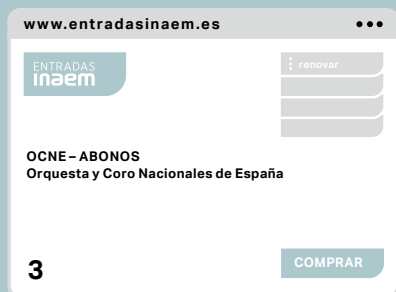 www.entradasinaem.es
ENTRADAS
inaem
renovar
OCNE – ABONOS
Orquesta y Coro Nacionales de España
3
COMPRAR